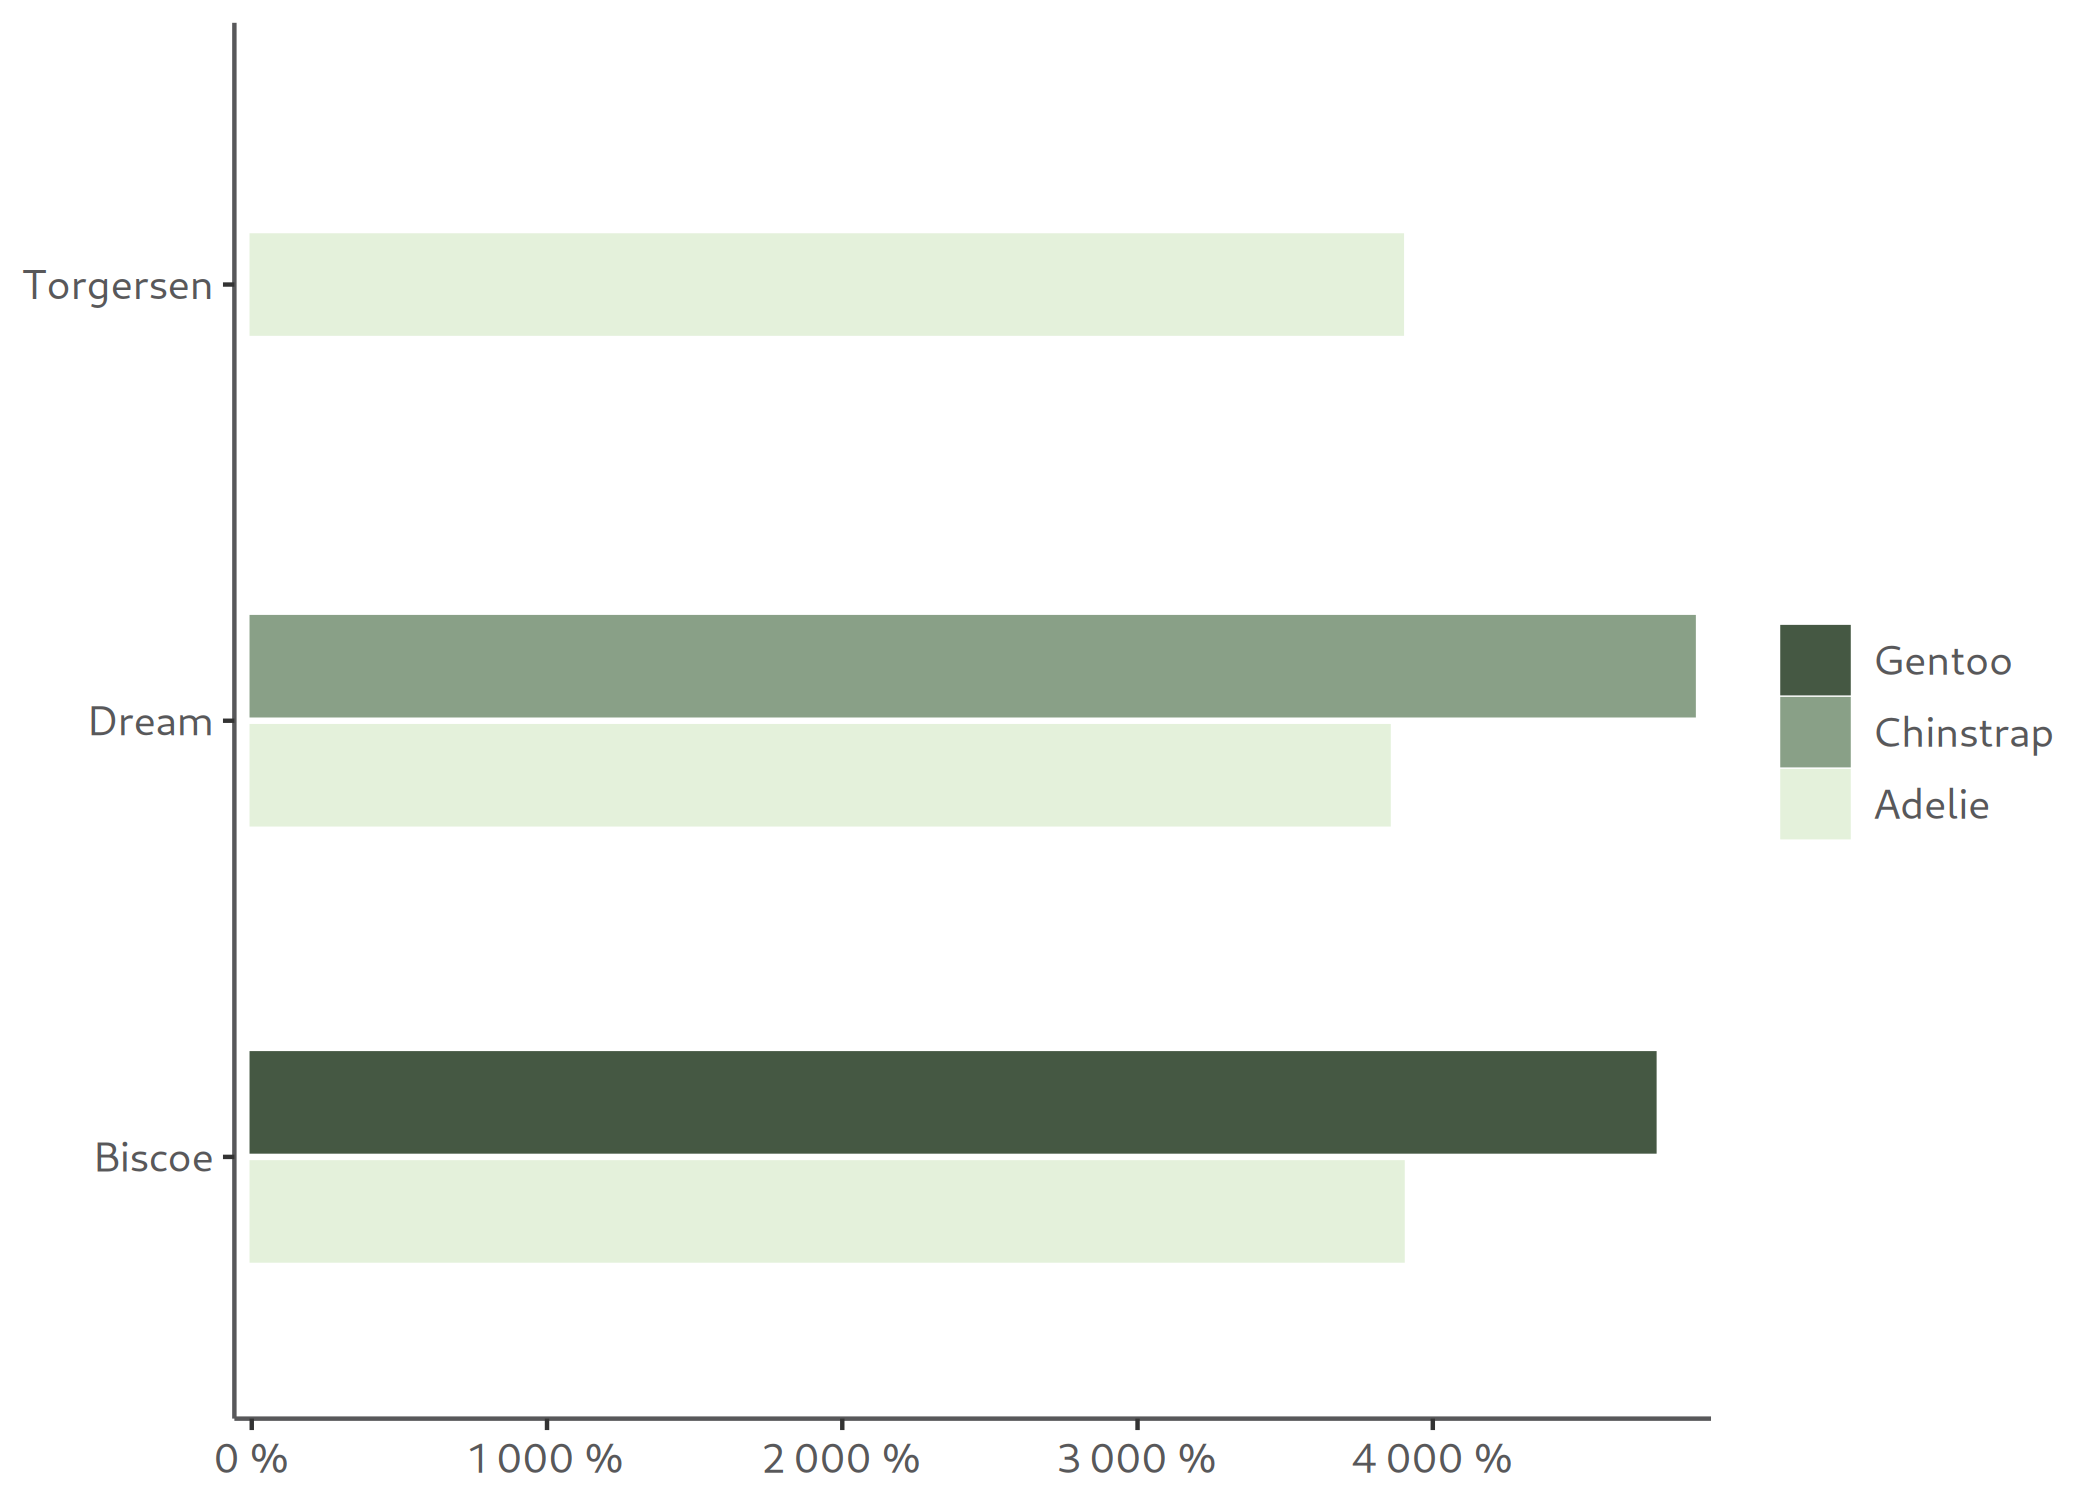 Torgersen
Dream
Biscoe
0 %
1 000 %
2 000 %
3 000 %
4 000 %
Gentoo
Chinstrap
Adelie